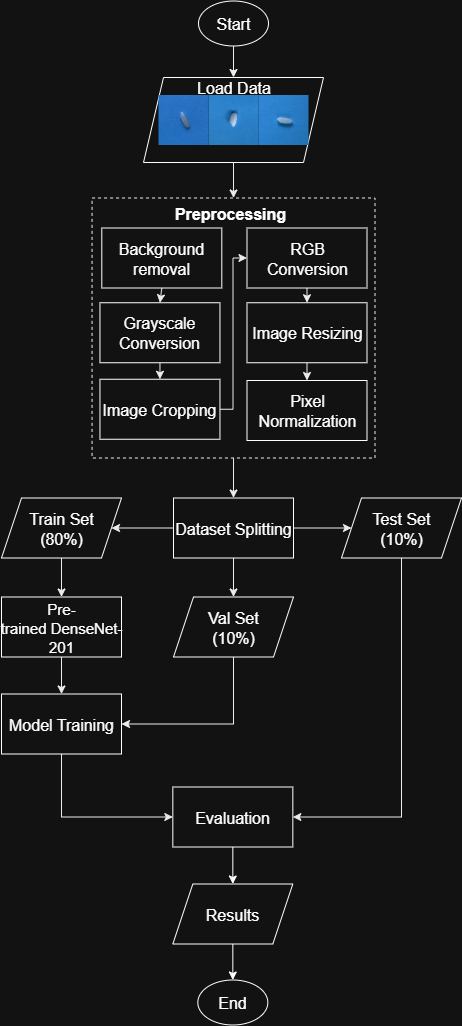 Start
Load Data
Preprocessing
Background
removal
Grayscale
Conversion
Image Cropping
RGB
Conversion
Image Resizing
Pixel
Normalization
Dataset Splitting
Train Set
(80%)
Test Set
(10%)
Pre-
trained DenseNet-
201
Val Set
(10%)
Model Training
Evaluation
Results
End